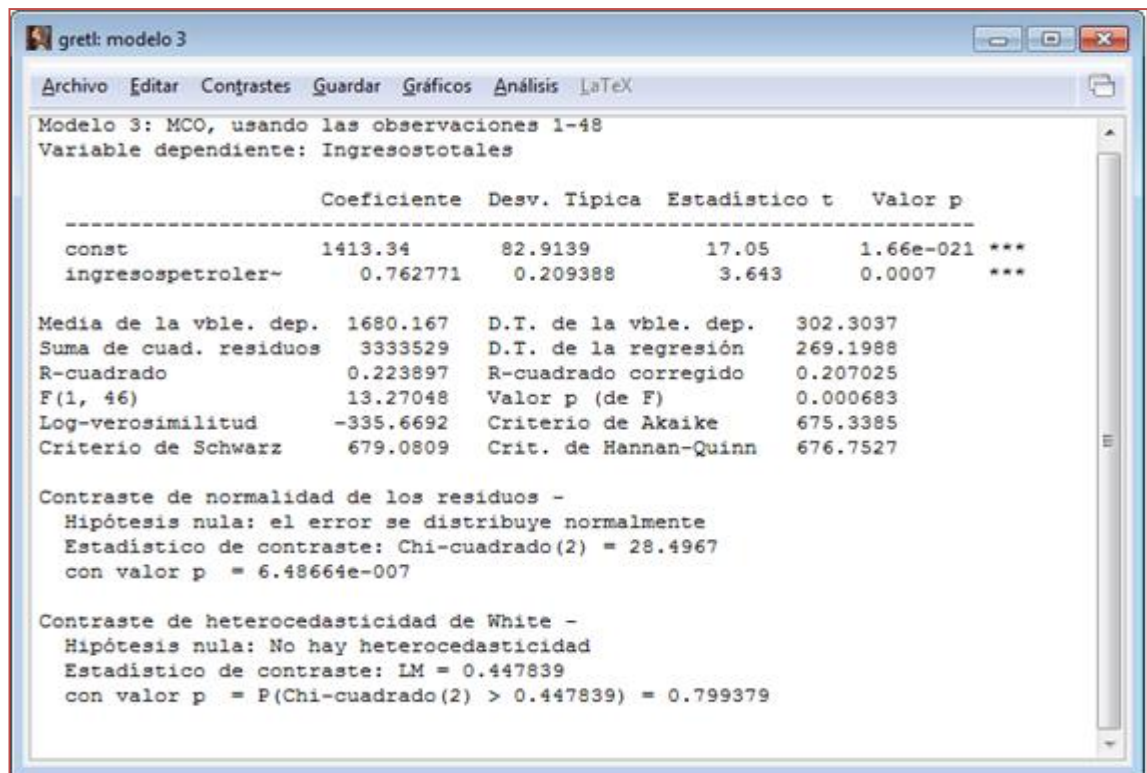 gretl: modelo 3
Archivo Editar Contrastes Guardar Gráficos Análisis LaTeX
Modelo 3: MCO, usando las observaciones 1-48
Variable dependiente: Ingresostotales
Coeficiente Desv. Típica Estadístico t Valor p
---------------------------------------------------------------
const 1413.34 82.9139 17.05 1.66e-021 ***
ingresospetroler~ 0.762771 0.209388 3.643 0.0007 ***
Media de la vble. dep. 1680.167 D.T. de la vble. dep. 302.3037
Suma de cuad. residuos 3333529 D.T. de la regresión 269.1988
R-cuadrado 0.223897 R-cuadrado corregido 0.207025
F(1, 46) 13.27048 Valor p (de F) 0.000683
Log-verosimilitud -335.6692 Criterio de Akaike 675.3385
Criterio de Schwarz 679.0809 Crit. de Hannan-Quinn 676.7527
Contraste de normalidad de los residuos -
Hipótesis nula: el error se distribuye normalmente
Estadístico de contraste: Chi-cuadrado(2) = 28.4967
con valor p = 6.48664e-007
Contraste de heterocedasticidad de White -
Hipótesis nula: No hay heterocedasticidad
Estadístico de contraste: LM = 0.447839
con valor p = P(Chi-cuadrado(2) > 0.447839) = 0.799379